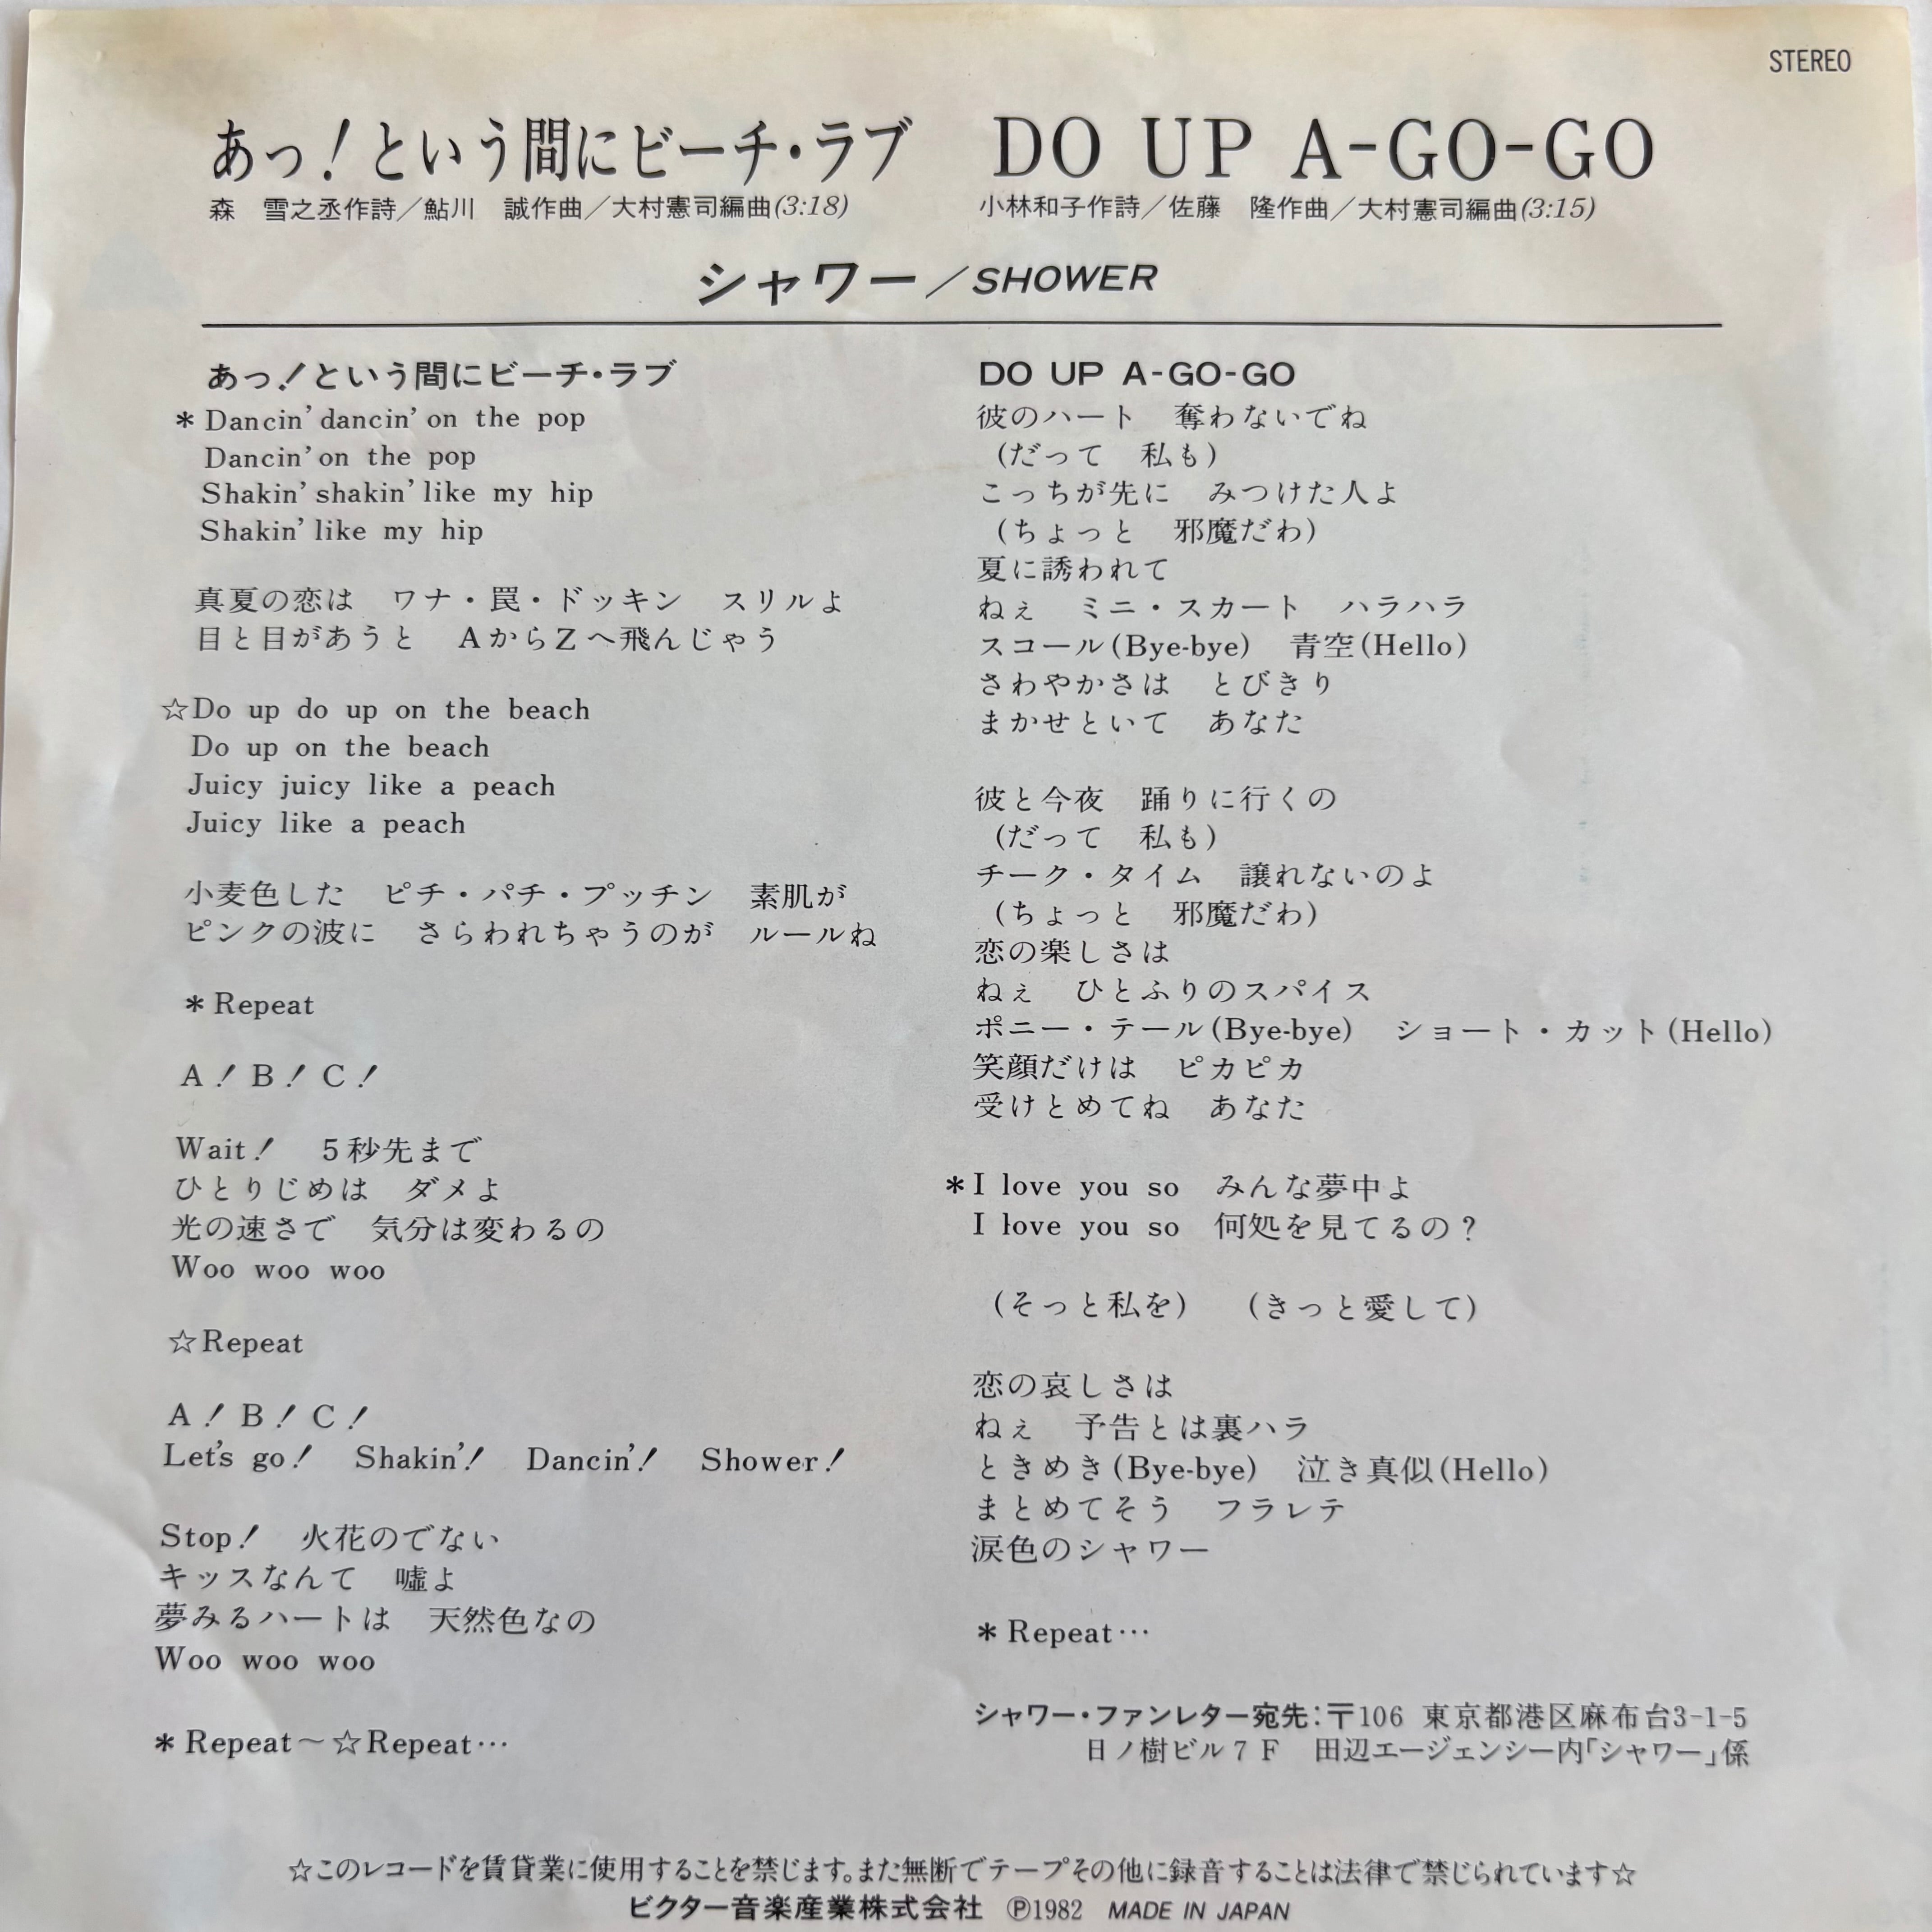 STEREO
あっ!という間にビーチ・ラブ
森　雪之丞作詩／鮎川　誠作曲／大村憲司編曲(3:18)
DO UP A-GO-GO
小林和子作詩／佐藤　隆作曲／大村憲司編曲(3:15)
シャワー／SHOWER
あっ!という間にビーチ・ラブ
＊Dancin' dancin' on the pop
Dancin' on the pop
Shakin' shakin' like my hip
Shakin' like my hip
真夏の恋は　ワナ・罠・ドッキン　スリルよ
目と目があうと　AからZへ飛んじゃう
☆Do up do up on the beach
Do up on the beach
Juicy juicy like a peach
Juicy like a peach
小麦色した　ピチ・パチ・プッチン　素肌が
ピンクの波に　さらわれちゃうのが　ルールね
＊Repeat
A! B! C!
Wait!　5秒先まで
ひとりじめは　ダメよ
光の速さで　気分は変わるの
Woo woo woo
☆Repeat
A! B! C!
Let's go!　Shakin'!　Dancin'!　Shower!
Stop!　火花のでない
キッスなんて　嘘よ
夢みるハートは　天然色なの
Woo woo woo
＊Repeat～☆Repeat…
DO UP A-GO-GO
彼のハート　奪わないでね
(だって　私も)
こっちが先に　みつけた人よ
(ちょっと　邪魔だわ)
夏に誘われて
ねぇ　ミニ・スカート　ハラハラ
スコール(Bye-bye)　青空(Hello)
さわやかさは　とびきり
まかせといて　あなた
彼と今夜　踊りに行くの
(だって　私も)
チーク・タイム　譲れないのよ
(ちょっと　邪魔だわ)
恋の楽しさは
ねぇ　ひとふりのスパイス
ポニー・テール(Bye-bye)　ショート・カット(Hello)
笑顔だけは　ピカピカ
受けとめてね　あなた
＊I love you so　みんな夢中よ
I love you so　何処を見てるの?
(そっと私を)　(きっと愛して)
恋の哀しさは
ねぇ　予告とは裏ハラ
ときめき(Bye-bye)　泣き真似(Hello)
まとめてそう　フラレテ
涙色のシャワー
＊Repeat…
シャワー・ファンレター宛先:〒106 東京都港区麻布台3-1-5
日ノ樹ビル7F　田辺エージェンシー内「シャワー」係
☆このレコードを賃貸業に使用することを禁じます。また無断でテープその他に録音することは法律で禁じられています☆
ビクター音楽産業株式会社 ℗1982 MADE IN JAPAN